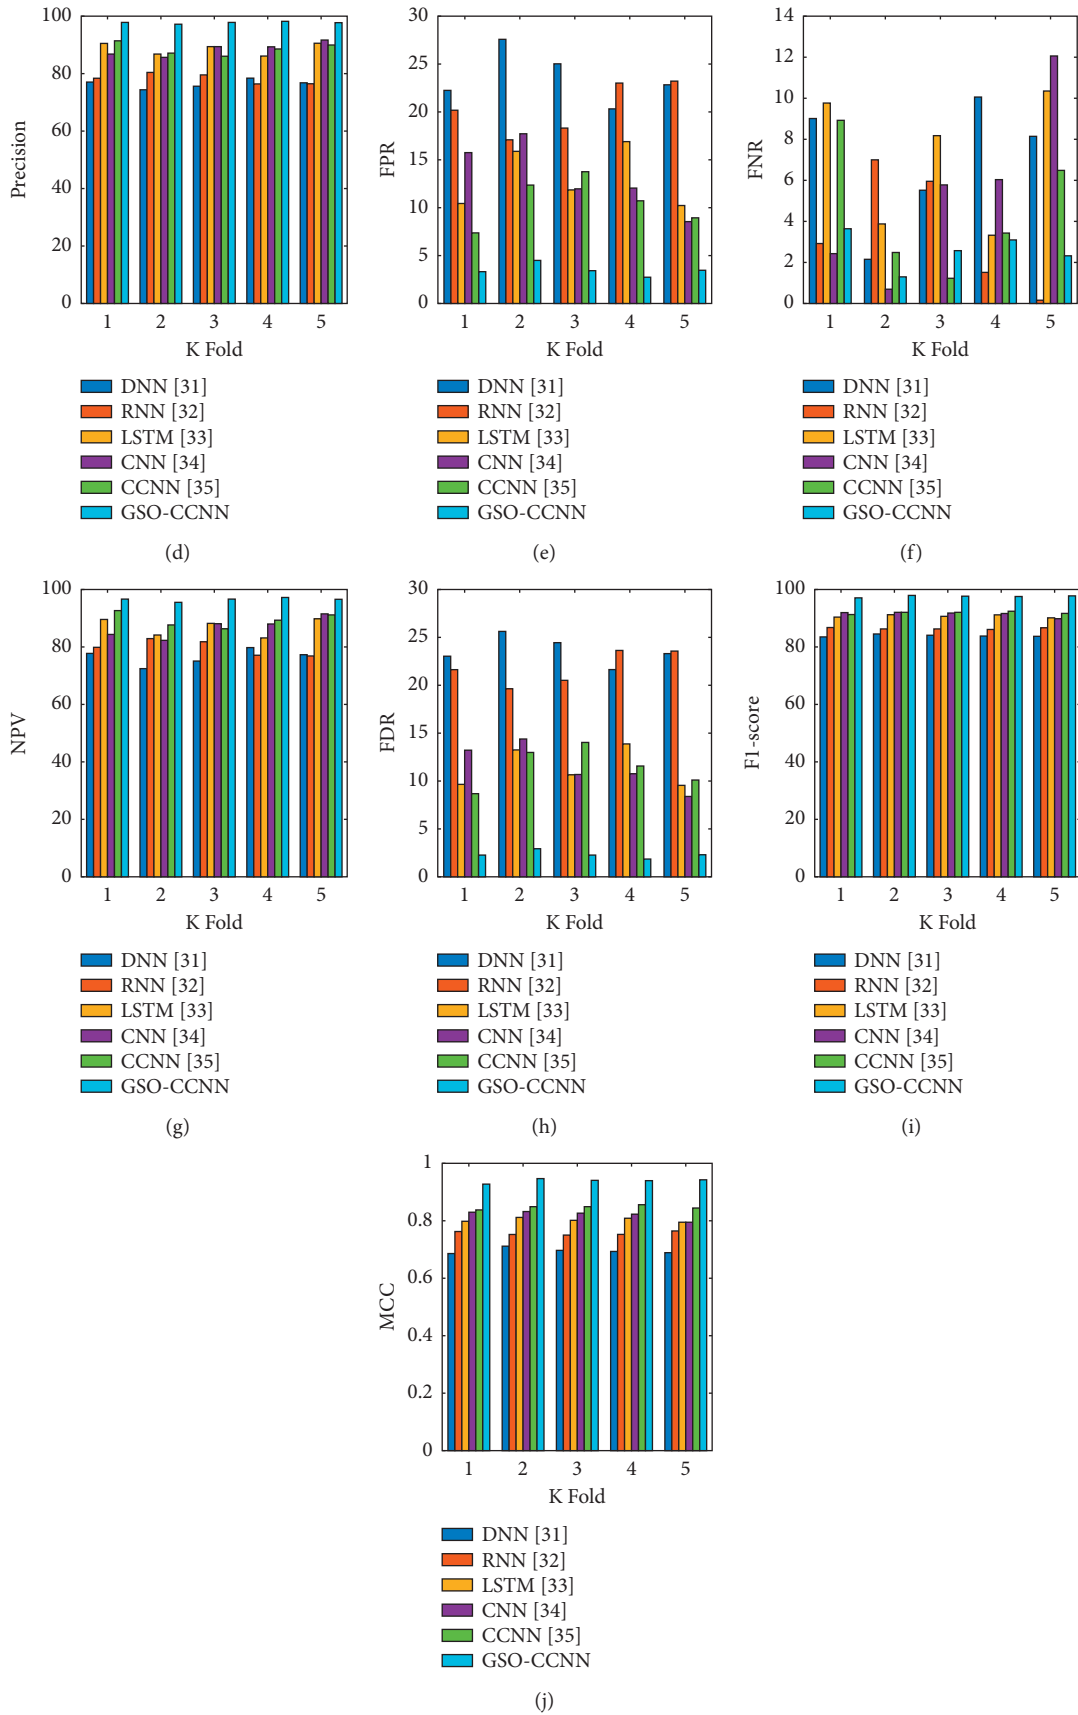 100
80
60
40
20
0
Precision
1 2 3 4 5
K Fold
DNN [31]
RNN [32]
LSTM [33]
CNN [34]
CCNN [35]
GSO-CCNN
(d)
30
25
20
15
10
5
0
FPR
1 2 3 4 5
K Fold
DNN [31]
RNN [32]
LSTM [33]
CNN [34]
CCNN [35]
GSO-CCNN
(e)
14
12
10
8
6
4
2
0
FNR
1 2 3 4 5
K Fold
DNN [31]
RNN [32]
LSTM [33]
CNN [34]
CCNN [35]
GSO-CCNN
(f)
100
80
60
40
20
0
NPV
1 2 3 4 5
K Fold
DNN [31]
RNN [32]
LSTM [33]
CNN [34]
CCNN [35]
GSO-CCNN
(g)
30
25
20
15
10
5
0
FDR
1 2 3 4 5
K Fold
DNN [31]
RNN [32]
LSTM [33]
CNN [34]
CCNN [35]
GSO-CCNN
(h)
100
80
60
40
20
0
F1-score
1 2 3 4 5
K Fold
DNN [31]
RNN [32]
LSTM [33]
CNN [34]
CCNN [35]
GSO-CCNN
(i)
1
0.8
0.6
0.4
0.2
0
MCC
1 2 3 4 5
K Fold
DNN [31]
RNN [32]
LSTM [33]
CNN [34]
CCNN [35]
GSO-CCNN
(j)